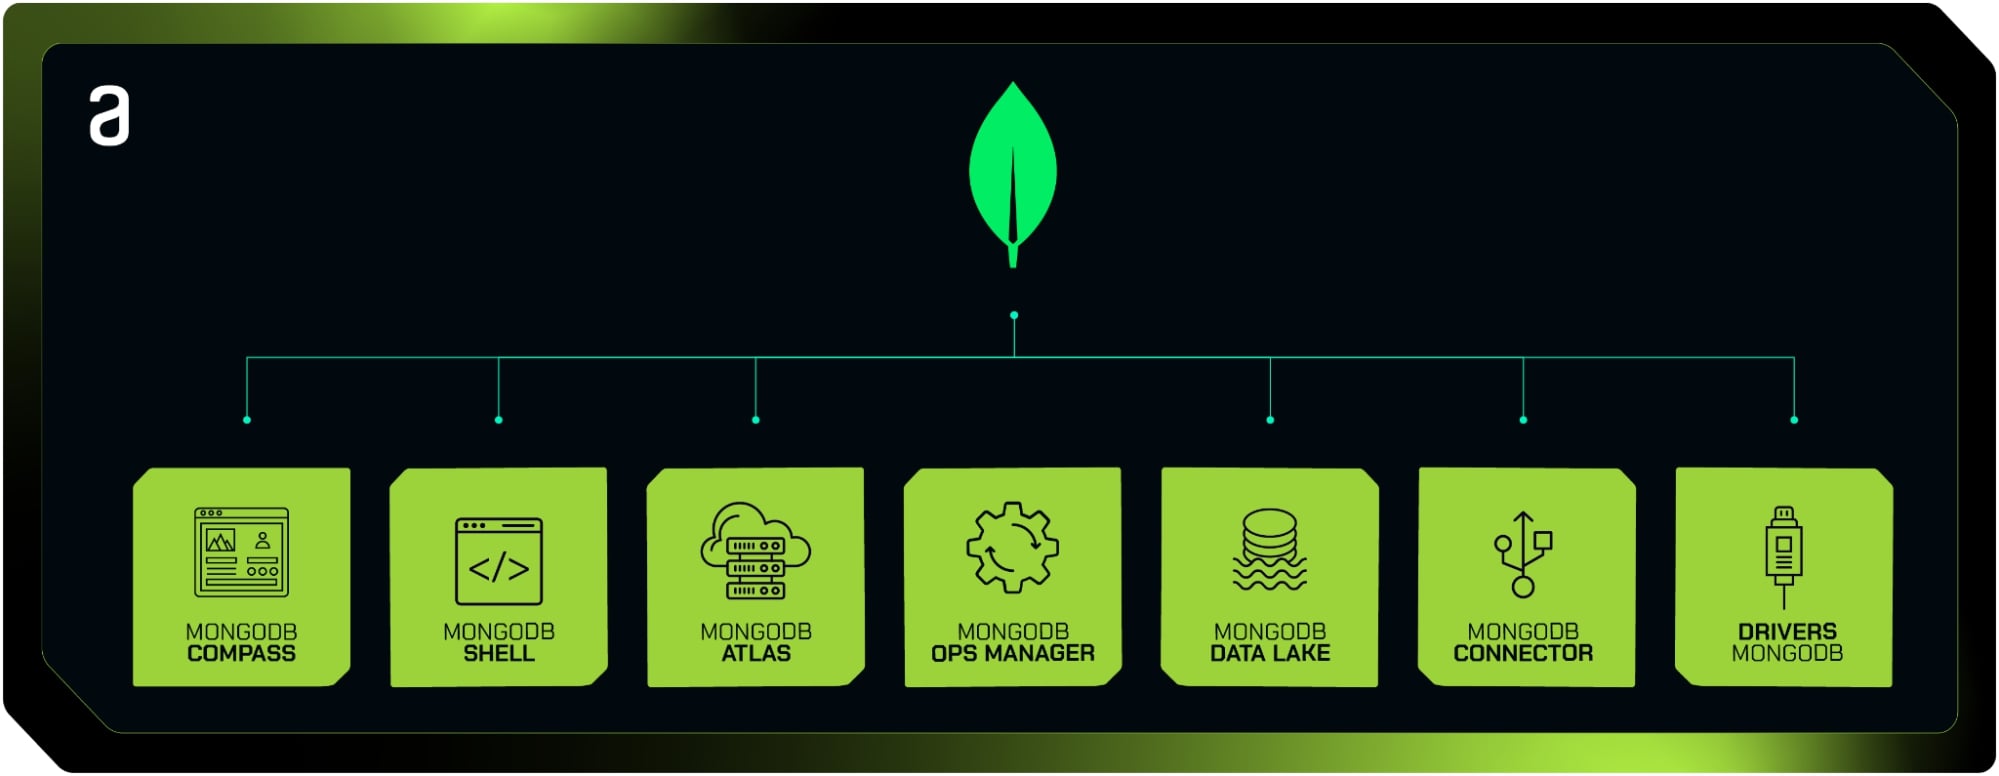 a
MONGODB
COMPASS
MONGODB
SHELL
MONGODB
ATLAS
MONGODB
OPS MANAGER
MONGODB
DATA LAKE
MONGODB
CONNECTOR
DRIVERS
MONGODB